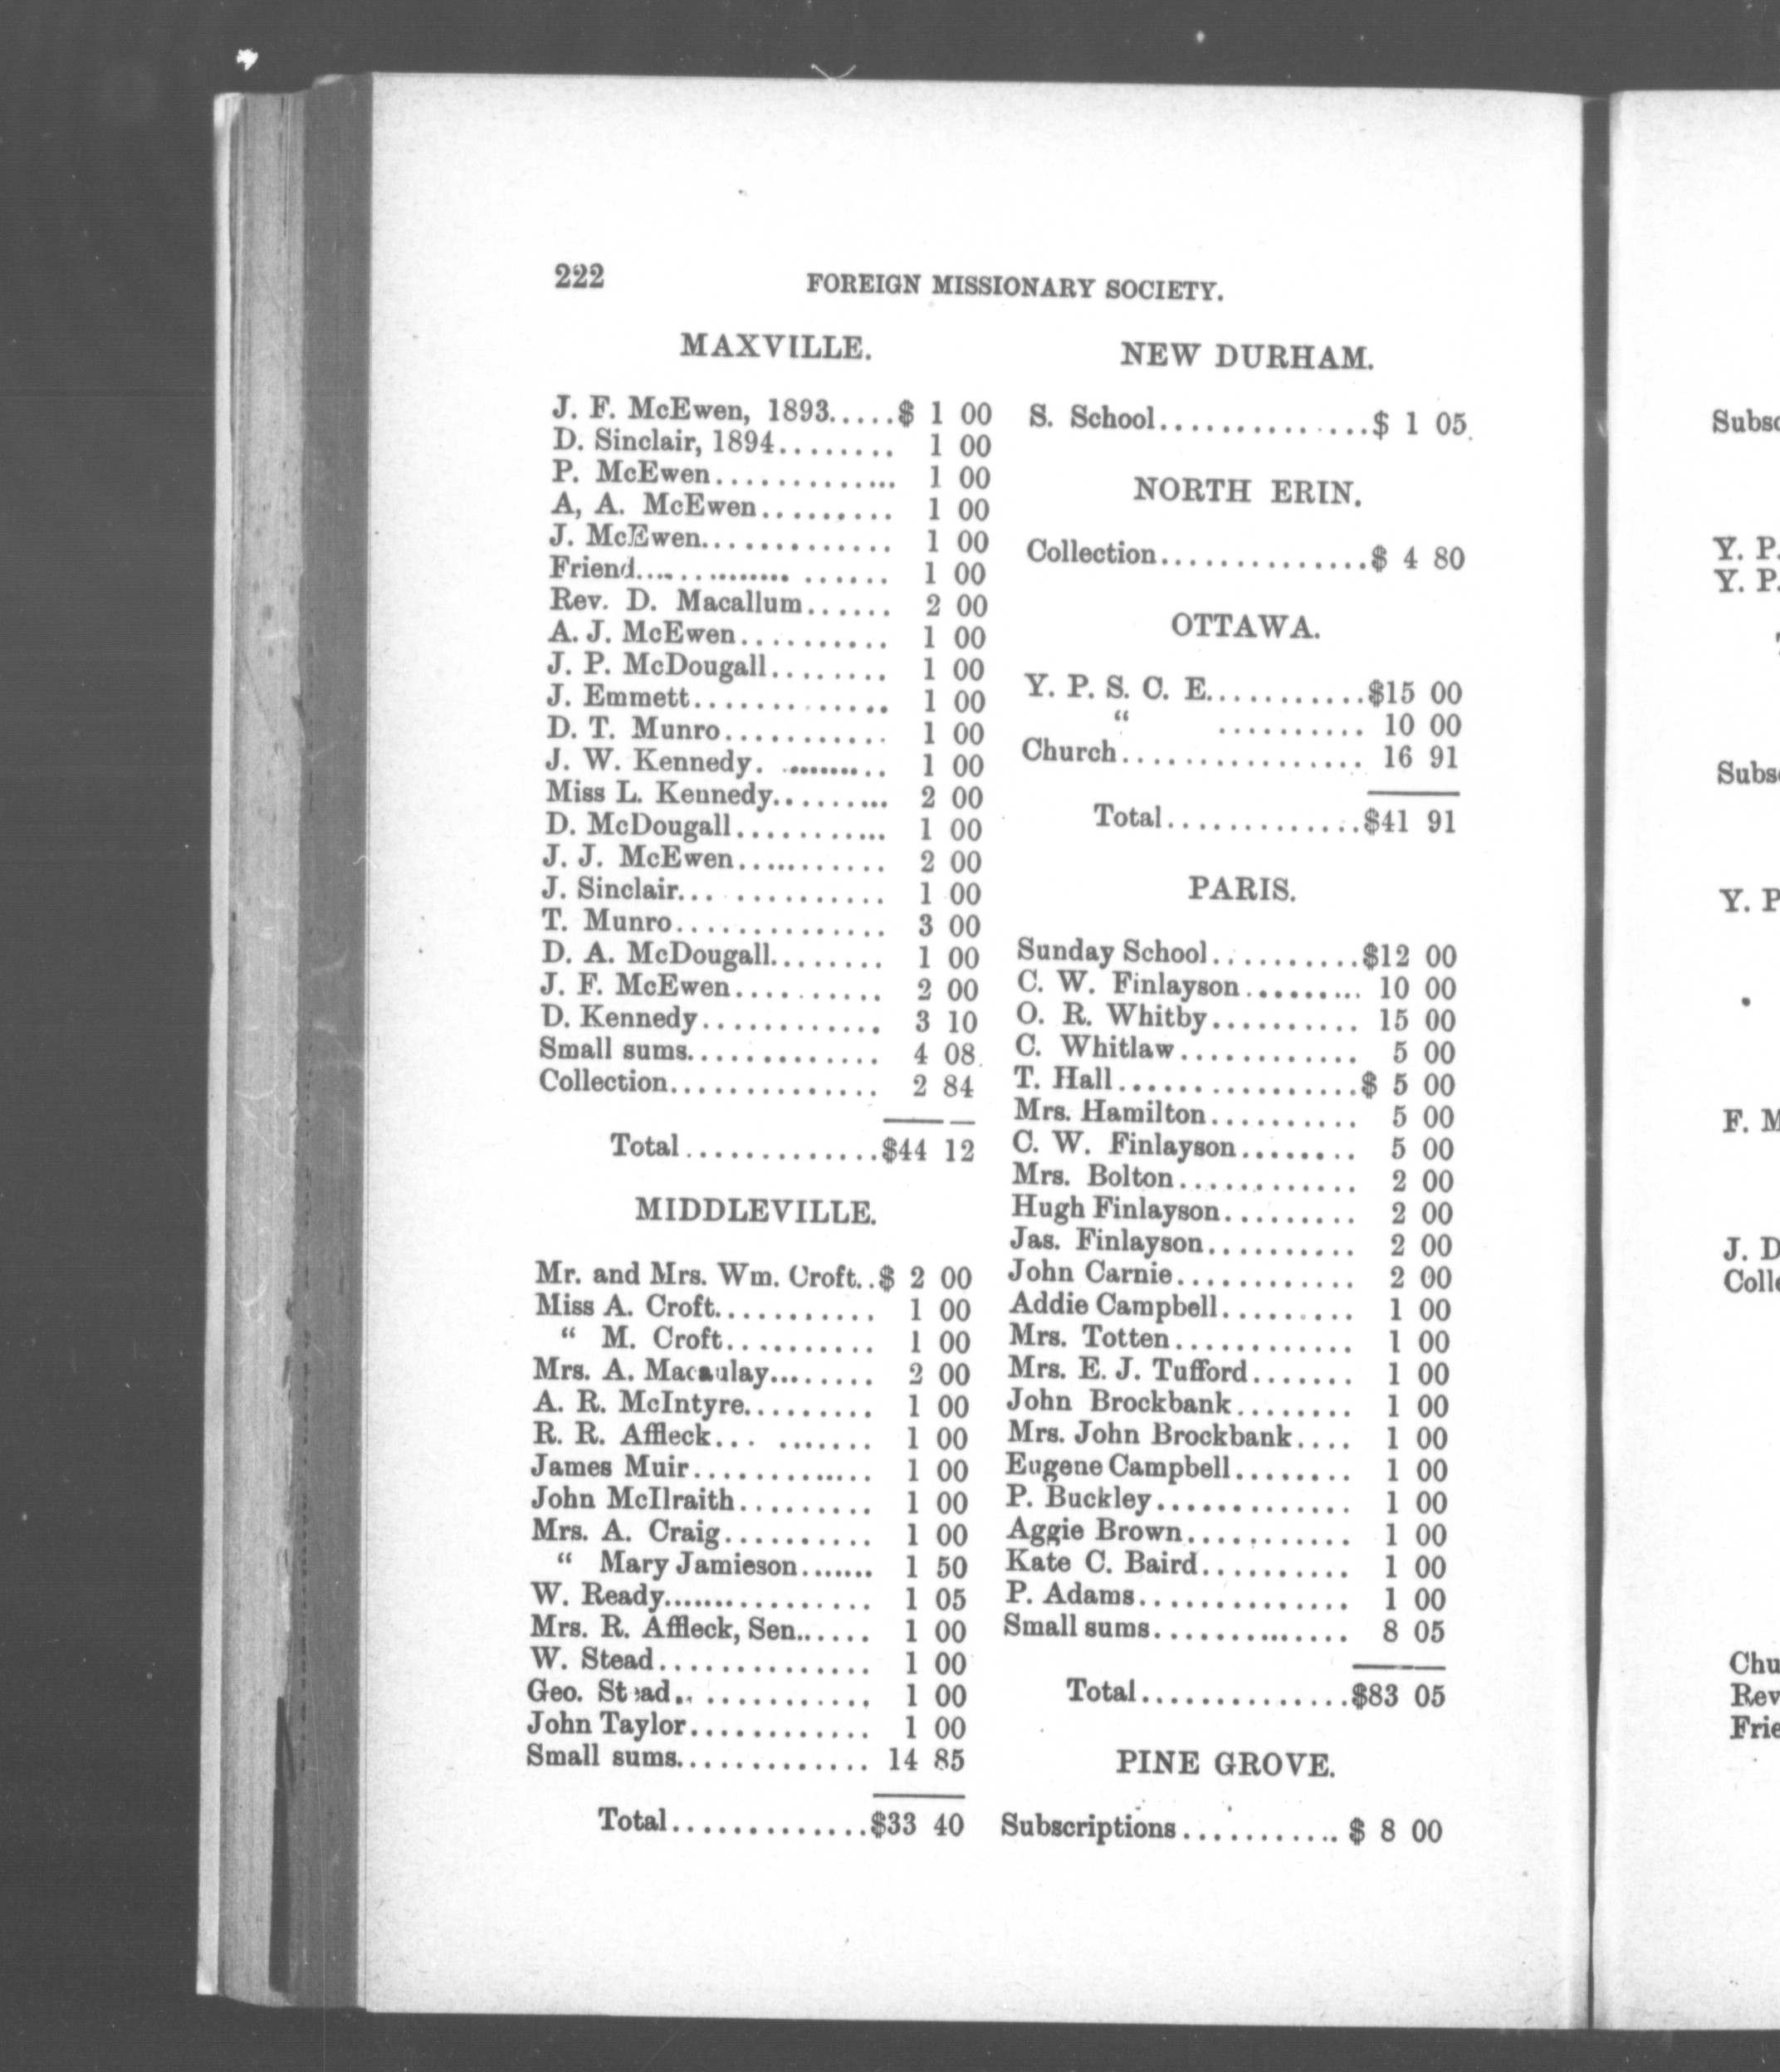 222
FOREIGN MISSIONARY SOCIETY.
MAXVILLE.
J. F. McEwen, 1893.....$ 1 00
D. Sinclair, 1894........ 1 00
P. McEwen............. 1 00
A, A. McEwen......... 1 00
J. McEwen............. 1 00
Friend.... .......... ...... 1 00
Rev. D. Macallum...... 2 00
A. J. McEwen.......... 1 00
J. P. McDougall........ 1 00
J. Emmett............. 1 00
D. T. Munro........... 1 00
J. W. Kennedy. .......... 1 00
Miss L. Kennedy......... 2 00
D. McDougall........... 1 00
J. J. McEwen........... 2 00
J. Sinclair... .......... 1 00
T. Munro.............. 3 00
D. A. McDougall........ 1 00
J. F. McEwen.......... 2 00
D. Kennedy............ 3 10
Small sums............. 4 08
Collection.............. 2 84
Total.............$44 12
MIDDLEVILLE.
Mr. and Mrs. Wm. Croft..$ 2 00
Miss A. Croft........... 1 00
“ M. Croft.......... 1 00
Mrs. A. Macaulay........ 2 00
A. R. McIntyre......... 1 00
R. R. Affleck... ....... 1 00
James Muir............ 1 00
John McIlraith......... 1 00
Mrs. A. Craig.......... 1 00
“ Mary Jamieson....... 1 50
W. Ready.............. 1 05
Mrs. R. Affleck, Sen...... 1 00
W. Stead.............. 1 00
Geo. Stead.. ........... 1 00
John Taylor............ 1 00
Small sums............. 14 85
Total.............$33 40
NEW DURHAM.
S. School..............$ 1 05
NORTH ERIN.
Collection..............$ 4 80
OTTAWA.
Y. P. S. C. E...........$15 00
“ .......... 10 00
Church................ 16 91
Total.............$41 91
PARIS.
Sunday School..........$12 00
C. W. Finlayson......... 10 00
O. R. Whitby.......... 15 00
C. Whitlaw............ 5 00
T. Hall................$ 5 00
Mrs. Hamilton.......... 5 00
C. W. Finlayson........ 5 00
Mrs. Bolton............ 2 00
Hugh Finlayson......... 2 00
Jas. Finlayson.......... 2 00
John Carnie............ 2 00
Addie Campbell......... 1 00
Mrs. Totten............ 1 00
Mrs. E. J. Tufford....... 1 00
John Brockbank........ 1 00
Mrs. John Brockbank.... 1 00
Eugene Campbell........ 1 00
P. Buckley............. 1 00
Aggie Brown........... 1 00
Kate C. Baird.......... 1 00
P. Adams.............. 1 00
Small sums............. 8 05
Total..............$83 05
PINE GROVE.
Subscriptions...........$ 8 00
Y. P.
Y. P.
Y. P
F. M
J. D